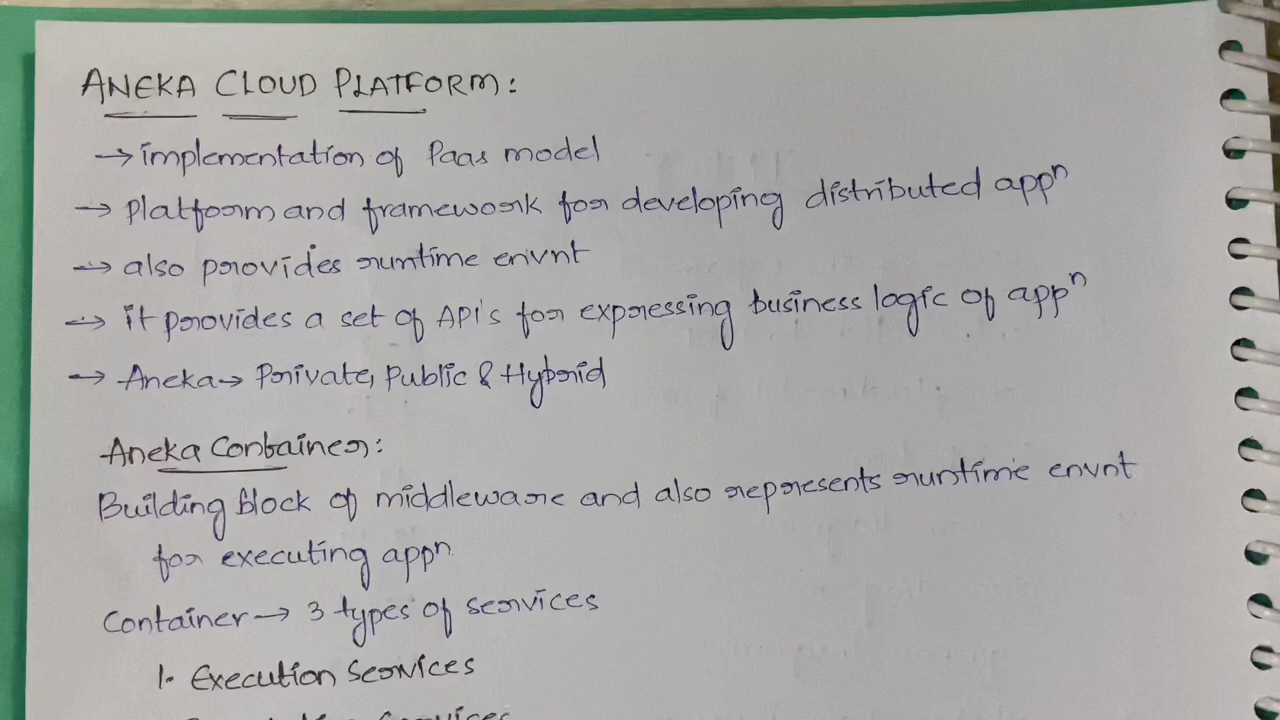 ANEKA CLOUD PLATFORM:
→ implementation of Paas model
→ Platform and framework for developing distributed appⁿ
→ also provides runtime envnt
→ it provides a set of API's for expressing business logic of appⁿ
→ Aneka → Private, Public & Hybrid
Aneka Container:
Building block of middleware and also represents runtime envnt
for executing appⁿ.
Container → 3 types of services
1. Execution Services
Services